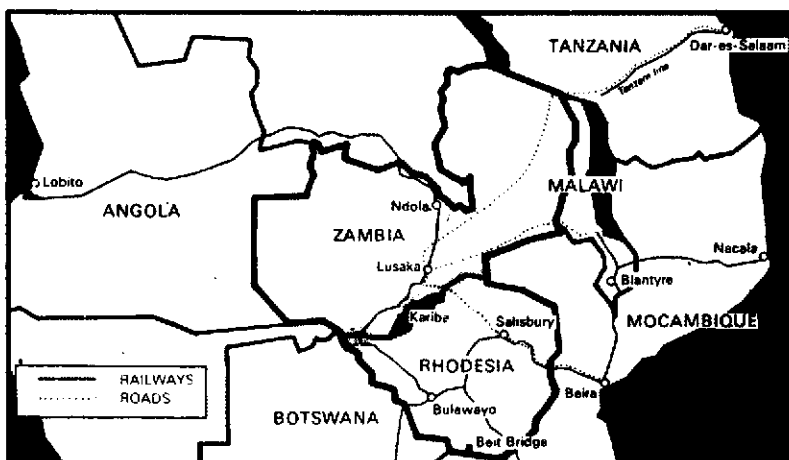 TANZANIA
Dar-es-Salaam
Tanzam line
Lobito
ANGOLA
MALAWI
Ndola
ZAMBIA
Nacala
Lusaka
Blantyre
Kariba
Salisbury
MOCAMBIQUE
RHODESIA
RAILWAYS
ROADS
Beira
Bulawayo
BOTSWANA
Beit Bridge